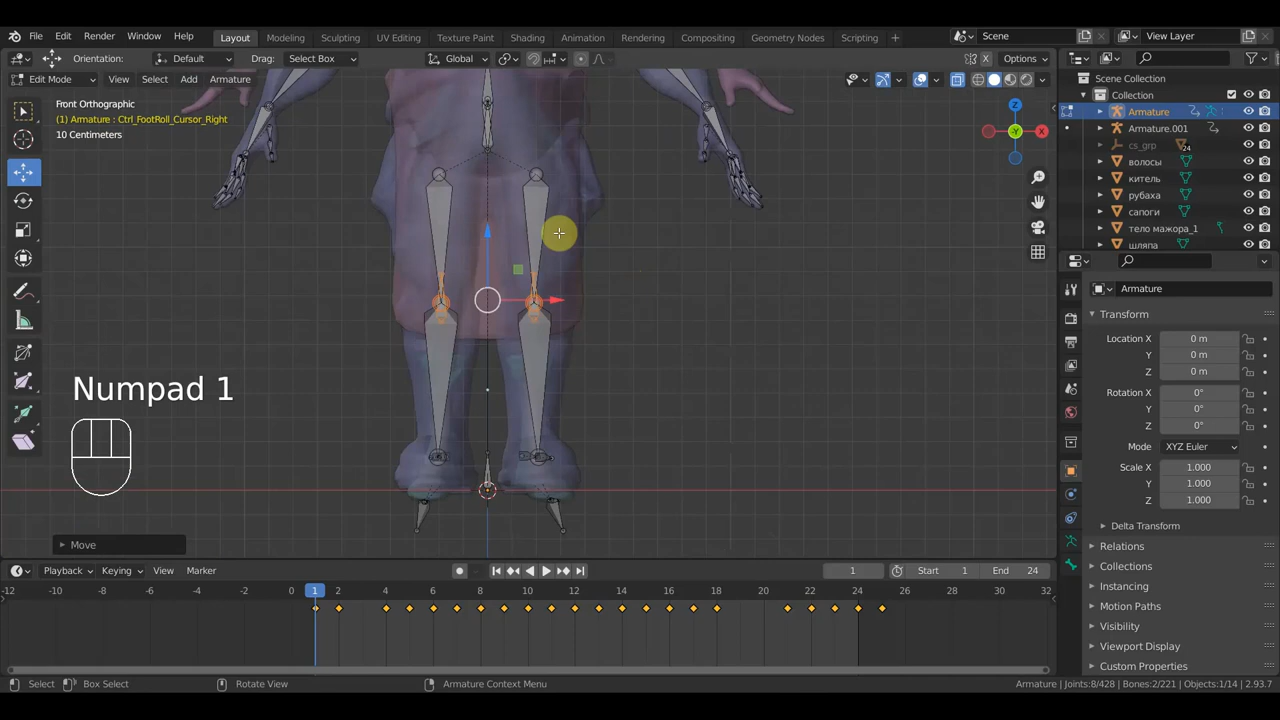 File Edit Render Window Help Layout Modeling Sculpting UV Editing Texture Paint Shading Animation Rendering Compositing Geometry Nodes Scripting + Scene View Layer
Orientation: Default Drag: Select Box Global X Options
Edit Mode View Select Add Armature
Front Orthographic
(1) Armature : Ctrl_FootRoll_Cursor_Right
10 Centimeters
Z
X
-Y
Numpad 1
Move
Scene Collection
Collection
Armature
Armature.001
cs_grp 24
волосы
китель
рубаха
сапоги
тело мажора_1
шляпа
Armature
Transform
Location X 0 m
Y 0 m
Z 0 m
Rotation X 0°
Y 0°
Z 0°
Mode XYZ Euler
Scale X 1.000
Y 1.000
Z 1.000
Delta Transform
Relations
Collections
Instancing
Motion Paths
Visibility
Viewport Display
Custom Properties
Playback Keying View Marker 1 Start 1 End 24
-12 -8 -6 -4 -2 0 1 2 4 6 8 10 12 14 16 18 20 22 24 26 28 30 32
Select Box Select Rotate View Armature Context Menu Armature | Joints:8/428 | Bones:2/221 | Objects:1/14 | 2.93.7